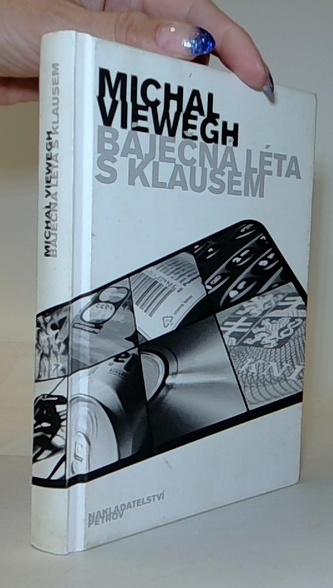 MICHAL
VIEWEGH
BÁJEČNÁ LÉTA
S KLAUSEM
NAKLADATELSTVÍ
PETROV
MICHAL VIEWEGH
BÁJEČNÁ LÉTA S KLAUSEM